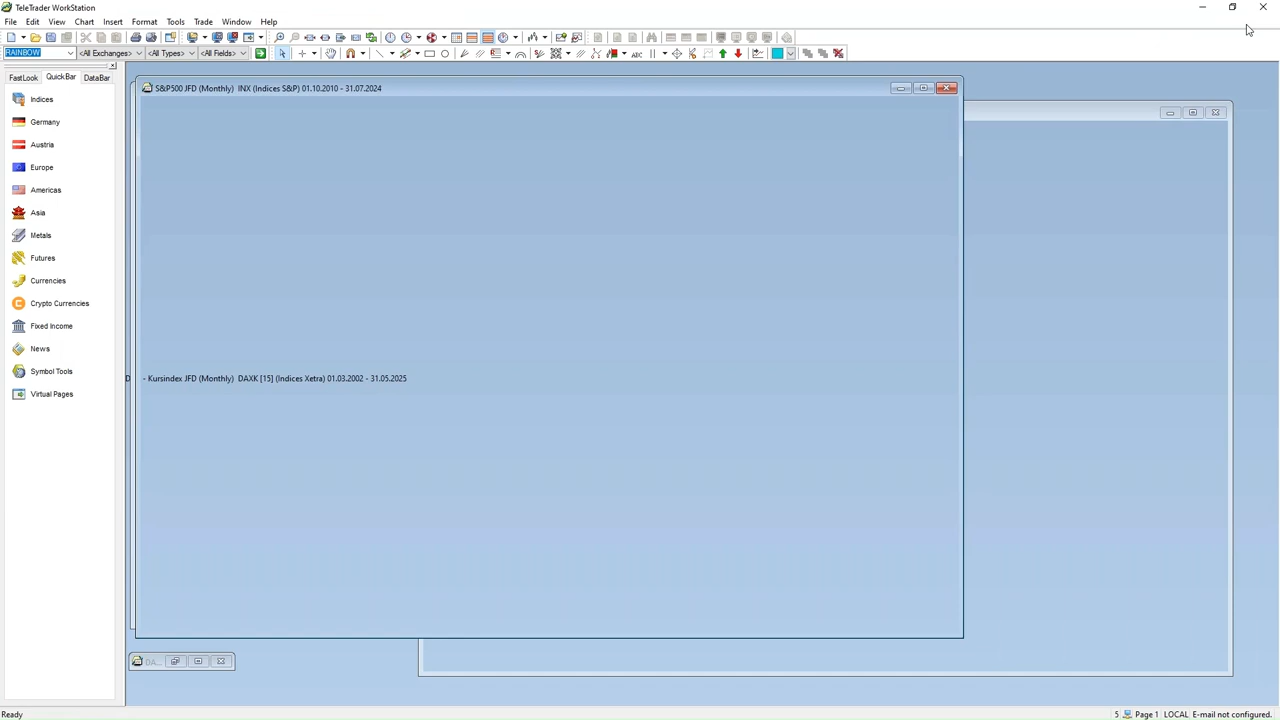 TeleTrader WorkStation
File Edit View Chart Insert Format Tools Trade Window Help
RAINBOW <All Exchanges> <All Types> <All Fields>
ABC
FastLook QuickBar DataBar
Indices
Germany
Austria
Europe
Americas
Asia
Metals
Futures
Currencies
Crypto Currencies
Fixed Income
News
Symbol Tools
Virtual Pages
S&P500 JFD (Monthly) INX (Indices S&P) 01.10.2010 - 31.07.2024
D - Kursindex JFD (Monthly) DAXK [15] (Indices Xetra) 01.03.2002 - 31.05.2025
DA...
Ready
5 Page 1 LOCAL E-mail not configured.